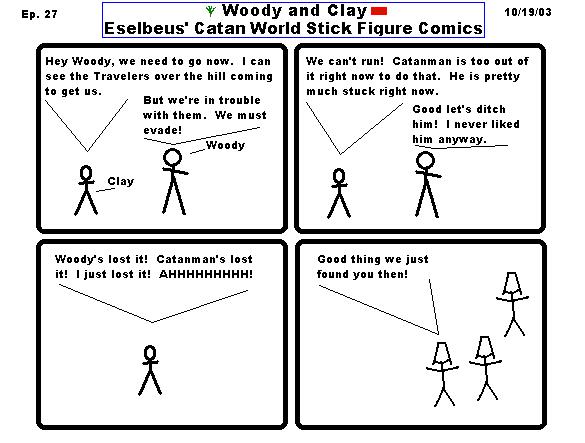 Ep. 27
Woody and Clay
10/19/03
Eselbeus' Catan World Stick Figure Comics
Hey Woody, we need to go now.  I can
see the Travelers over the hill coming
to get us.
But we're in trouble
with them.  We must
evade!
Woody
Clay
We can't run!  Catanman is too out of
it right now to do that.  He is pretty
much stuck right now.
Good let's ditch
him!  I never liked
him anyway.
Woody's lost it!  Catanman's lost
it!  I just lost it!  AHHHHHHHHH!
Good thing we just
found you then!